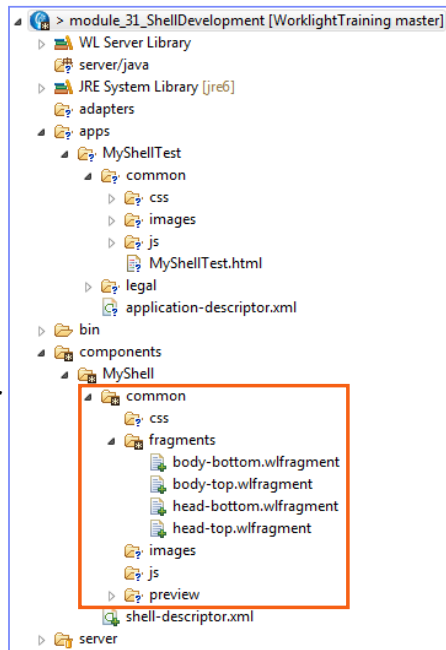 > module_31_ShellDevelopment [WorklightTraining master]
WL Server Library
server/java
JRE System Library [jre6]
adapters
apps
MyShellTest
common
css
images
js
MyShellTest.html
legal
application-descriptor.xml
bin
components
MyShell
common
css
fragments
body-bottom.wlfragment
body-top.wlfragment
head-bottom.wlfragment
head-top.wlfragment
images
js
preview
shell-descriptor.xml
server